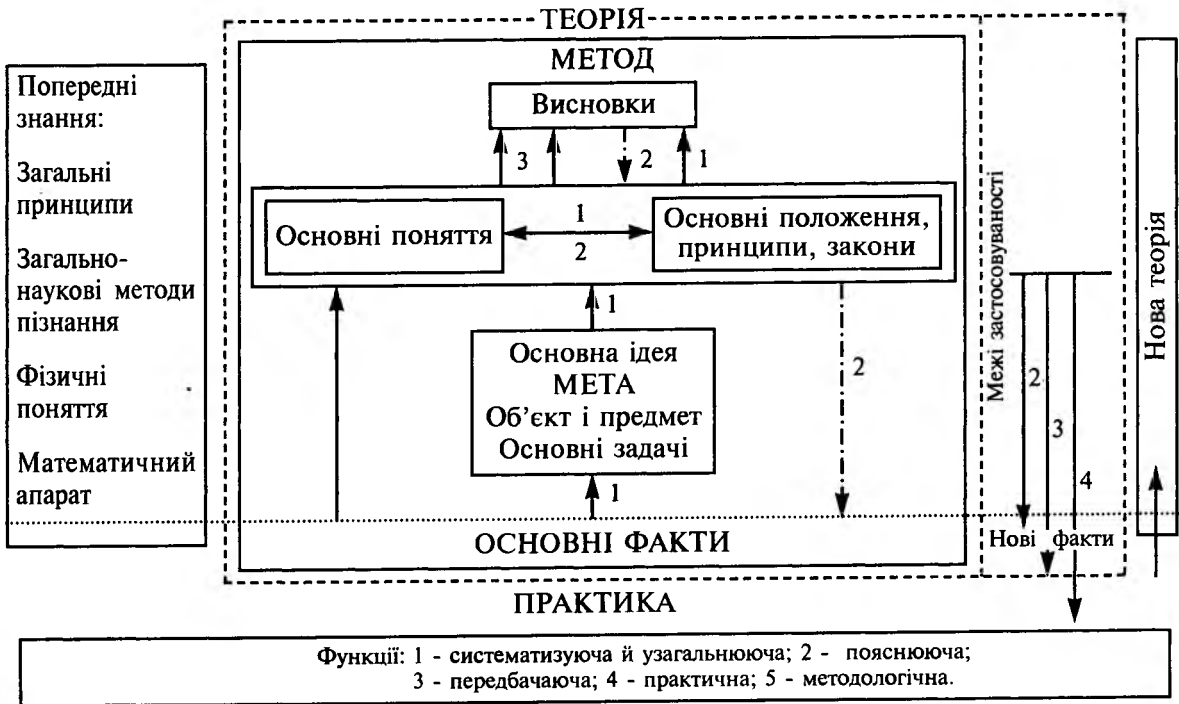 ТЕОРІЯ
МЕТОД
Попередні
знання:
Загальні
принципи
Загально-
наукові методи
пізнання
Фізичні
поняття
Математичний
апарат
Висновки
3
2
1
Основні поняття
1
2
Основні положення,
принципи, закони
1
Основна ідея
МЕТА
Об'єкт і предмет
Основні задачі
2
1
ОСНОВНІ ФАКТИ
Межі застосовуваності
2
3
4
Нові факти
Нова теорія
ПРАКТИКА
Функції: 1 - систематизуюча й узагальнююча; 2 - пояснююча;
3 - передбачаюча; 4 - практична; 5 - методологічна.